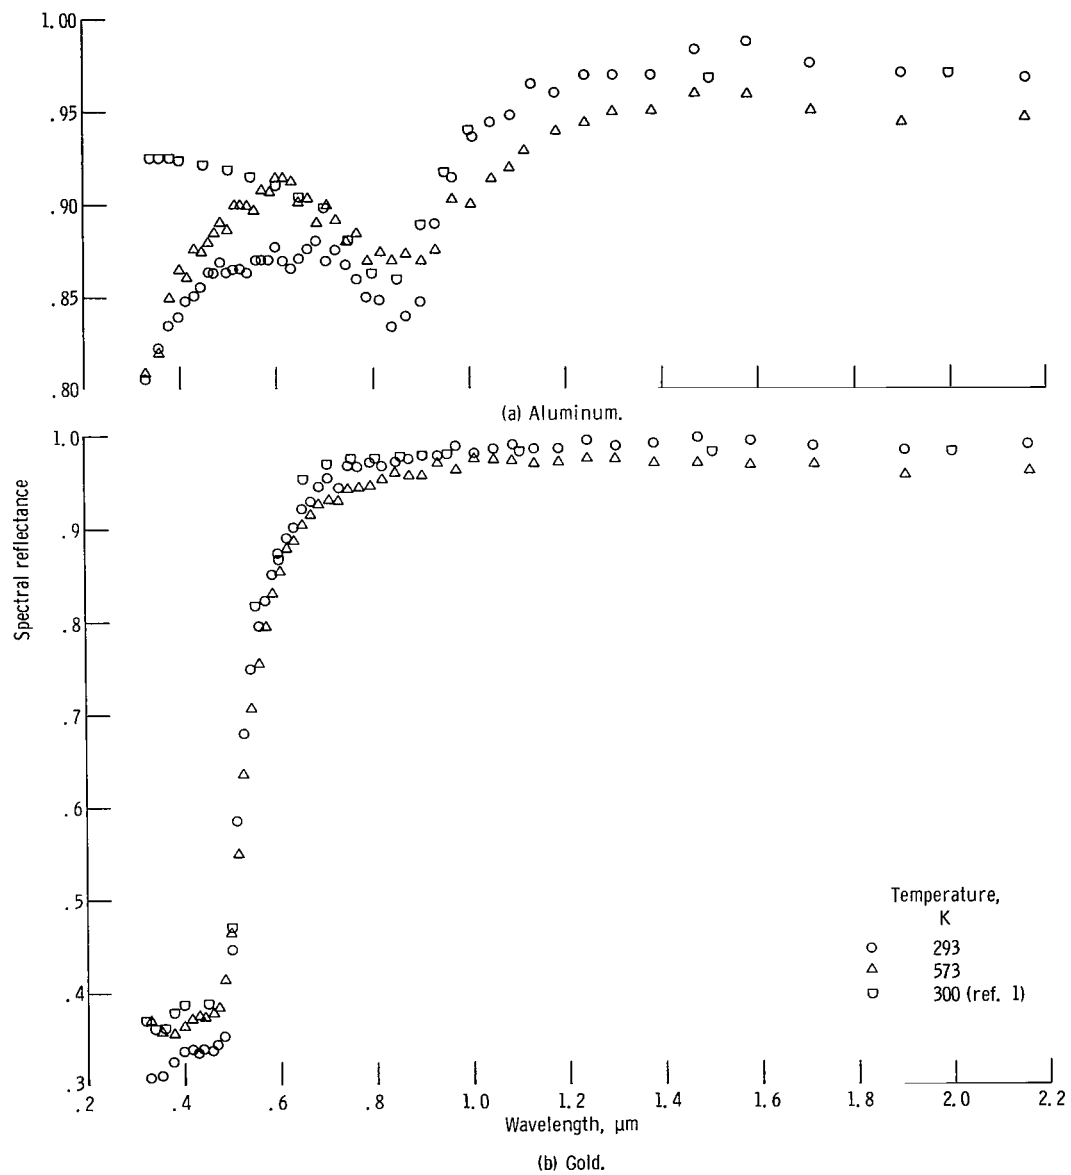 1.00
.95
.90
.85
.80
(a) Aluminum.
1.0
.9
.8
.7
.6
.5
.4
.3
Spectral reflectance
Temperature,
K
293
573
300 (ref. 1)
.2 .4 .6 .8 1.0 1.2 1.4 1.6 1.8 2.0 2.2
Wavelength, μm
(b) Gold.